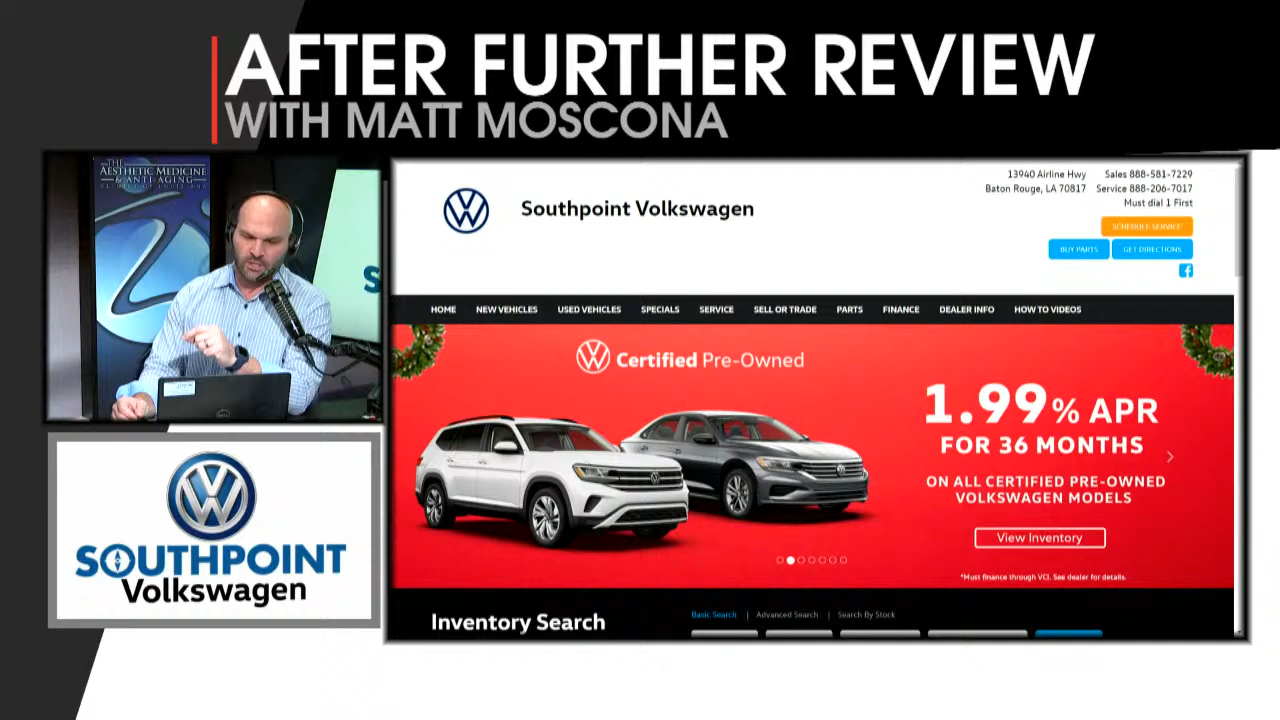 AFTER FURTHER REVIEW
WITH MATT MOSCONA
THE
AESTHETIC MEDICINE
& ANTI-AGING
S
SOUTHPOINT
Volkswagen
Southpoint Volkswagen
13940 Airline Hwy
Baton Rouge, LA 70817
Sales 888-581-7229
Service 888-206-7017
Must dial 1 First
SCHEDULE SERVICE
BUY PARTS
GET DIRECTIONS
HOME NEW VEHICLES USED VEHICLES SPECIALS SERVICE SELL OR TRADE PARTS FINANCE DEALER INFO HOW TO VIDEOS
Certified Pre-Owned
1.99% APR
FOR 36 MONTHS
ON ALL CERTIFIED PRE-OWNED
VOLKSWAGEN MODELS
View Inventory
*Must finance through VCI. See dealer for details.
Inventory Search
Basic Search | Advanced Search | Search By Stock